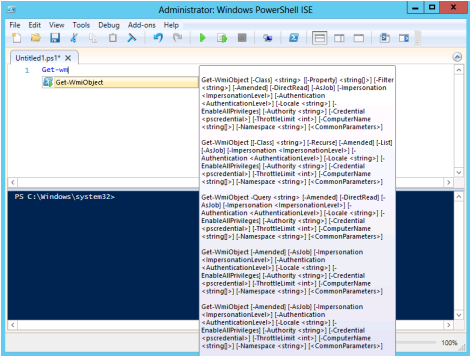 Administrator: Windows PowerShell ISE
File Edit View Tools Debug Add-ons Help
Untitled1.ps1* X
1 Get-wm
Get-WmiObject
Get-WmiObject [-Class] <string> [[-Property] <string[]>] [-Filter
<string>] [-Amended] [-DirectRead] [-AsJob] [-Impersonation
<ImpersonationLevel>] [-Authentication
<AuthenticationLevel>] [-Locale <string>] [-
EnableAllPrivileges] [-Authority <string>] [-Credential
<pscredential>] [-ThrottleLimit <int>] [-ComputerName
<string[]>] [-Namespace <string>] [<CommonParameters>]
Get-WmiObject [[-Class] <string>] [-Recurse] [-Amended] [-List]
[-AsJob] [-Impersonation <ImpersonationLevel>] [-
Authentication <AuthenticationLevel>] [-Locale <string>] [-
EnableAllPrivileges] [-Authority <string>] [-Credential
<pscredential>] [-ThrottleLimit <int>] [-ComputerName
<string[]>] [-Namespace <string>] [<CommonParameters>]
PS C:\Windows\system32>
Get-WmiObject -Query <string> [-Amended] [-DirectRead] [-
AsJob] [-Impersonation <ImpersonationLevel>] [-
Authentication <AuthenticationLevel>] [-Locale <string>] [-
EnableAllPrivileges] [-Authority <string>] [-Credential
<pscredential>] [-ThrottleLimit <int>] [-ComputerName
<string[]>] [-Namespace <string>] [<CommonParameters>]
Get-WmiObject [-Amended] [-AsJob] [-Impersonation
<ImpersonationLevel>] [-Authentication
<AuthenticationLevel>] [-Locale <string>] [-
EnableAllPrivileges] [-Authority <string>] [-Credential
<pscredential>] [-ThrottleLimit <int>] [-ComputerName
<string[]>] [-Namespace <string>] [<CommonParameters>]
Get-WmiObject [-Amended] [-AsJob] [-Impersonation
<ImpersonationLevel>] [-Authentication
<AuthenticationLevel>] [-Locale <string>] [-
EnableAllPrivileges] [-Authority <string>] [-Credential
<pscredential>] [-ThrottleLimit <int>] [-ComputerName
<string[]>] [-Namespace <string>] [<CommonParameters>]
100%